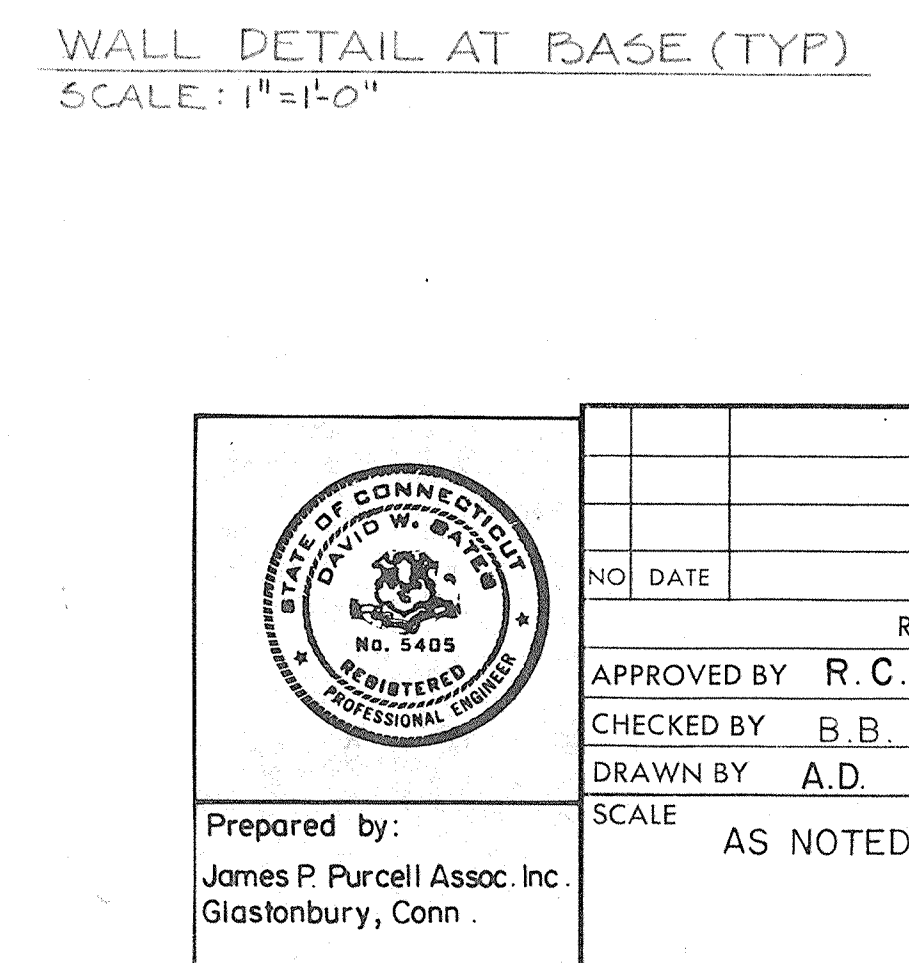 WALL DETAIL AT BASE (TYP)
SCALE: 1"=1'-0"
STATE OF CONNECTICUT
DAVID W. BATES
No. 5405
REGISTERED
PROFESSIONAL ENGINEER
NO DATE
R
APPROVED BY R.C.
CHECKED BY B.B.
DRAWN BY A.D.
SCALE
AS NOTED
Prepared by:
James P. Purcell Assoc. Inc.
Glastonbury, Conn.